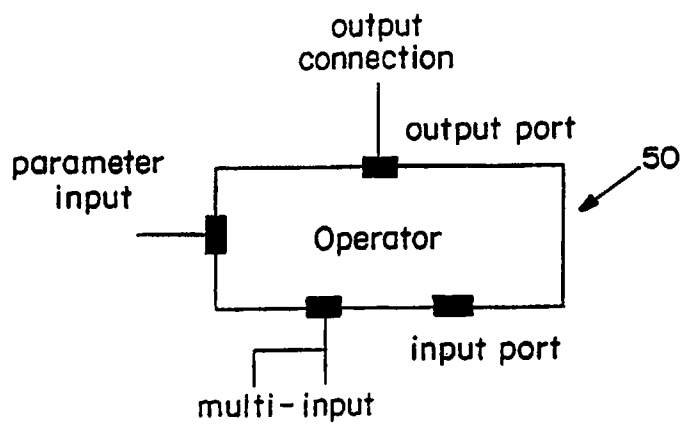 output
connection
output port
parameter
input
50
Operator
input port
multi-input